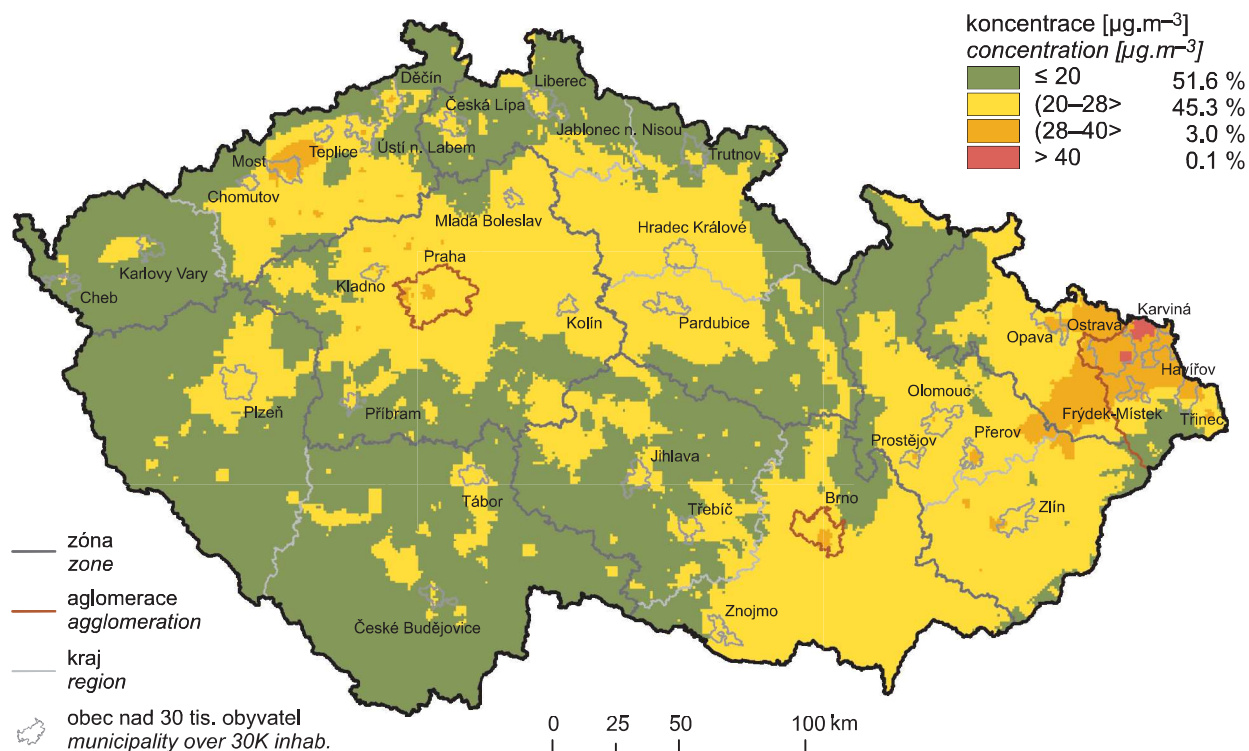 koncentrace [µg.m–3]
concentration [µg.m–3]
≤ 20 51.6 %
(20–28> 45.3 %
(28–40> 3.0 %
> 40 0.1 %
Děčín
Liberec
Česká Lípa
Jablonec n. Nisou
Teplice
Ústí n. Labem
Trutnov
Most
Chomutov
Mladá Boleslav
Hradec Králové
Karlovy Vary
Praha
Kladno
Cheb
Kolín
Pardubice
Karviná
Opava
Ostrava
Havířov
Plzeň
Příbram
Olomouc
Frýdek-Místek
Třinec
Prostějov
Přerov
Jihlava
Tábor
Třebíč
Brno
Zlín
České Budějovice
Znojmo
zóna
zone
aglomerace
agglomeration
kraj
region
obec nad 30 tis. obyvatel
municipality over 30K inhab.
0 25 50 100 km